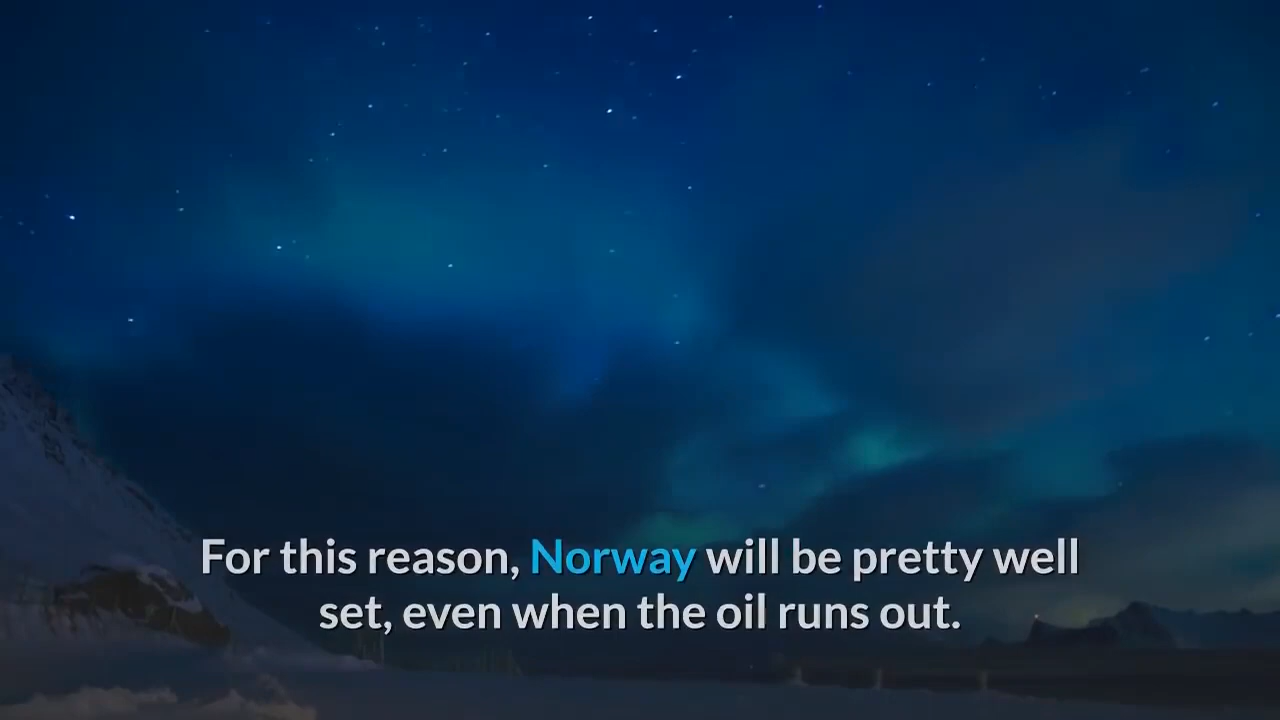 For this reason, Norway will be pretty well
set, even when the oil runs out.